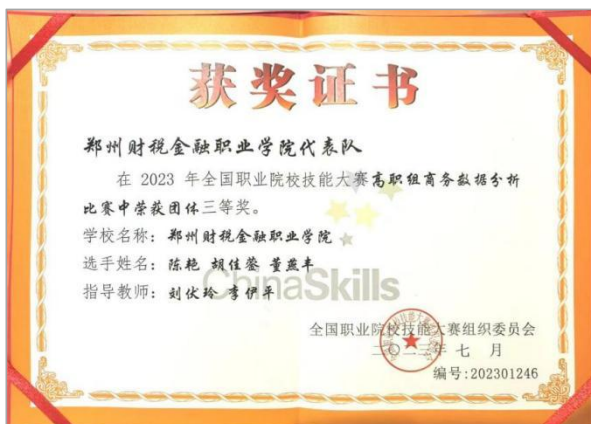 获奖证书
郑州财税金融职业学院代表队
在 2023 年全国职业院校技能大赛高职组商务数据分析
比赛中荣获团体三等奖。
学校名称：郑州财税金融职业学院
选手姓名：陈艳 胡佳蓥 董燕丰
指导教师：刘伏玲 李伊平
ChinaSkills
全国职业院校技能大赛组织委员会
二〇二三年七月
编号:202301246